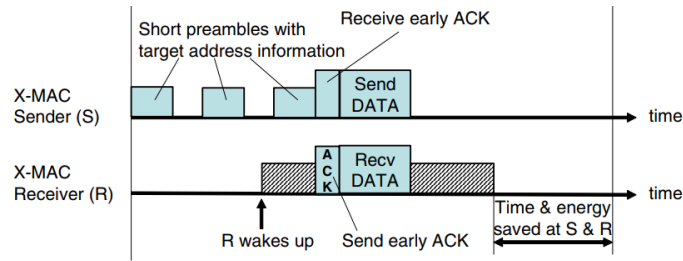 Short preambles with
target address information
Receive early ACK
X-MAC
Sender (S)
Send
DATA
time
X-MAC
Receiver (R)
A
C
K
Recv
DATA
time
R wakes up
Send early ACK
Time & energy
saved at S & R